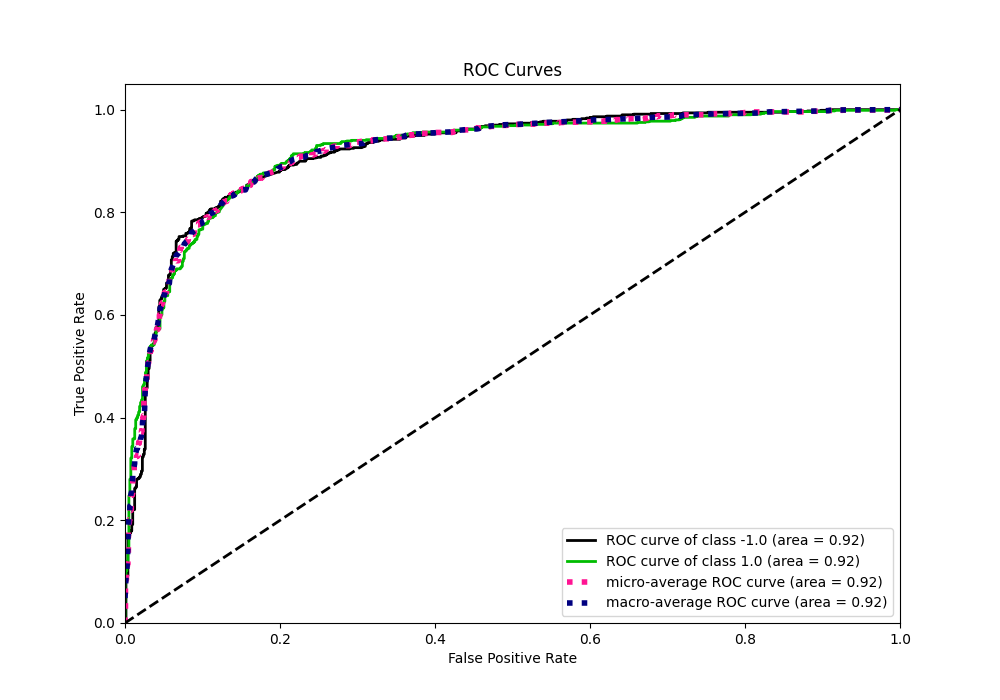 ROC Curves
True Positive Rate
1.0
0.8
0.6
0.4
0.2
0.0
0.0 0.2 0.4 0.6 0.8 1.0
False Positive Rate
ROC curve of class -1.0 (area = 0.92)
ROC curve of class 1.0 (area = 0.92)
micro-average ROC curve (area = 0.92)
macro-average ROC curve (area = 0.92)